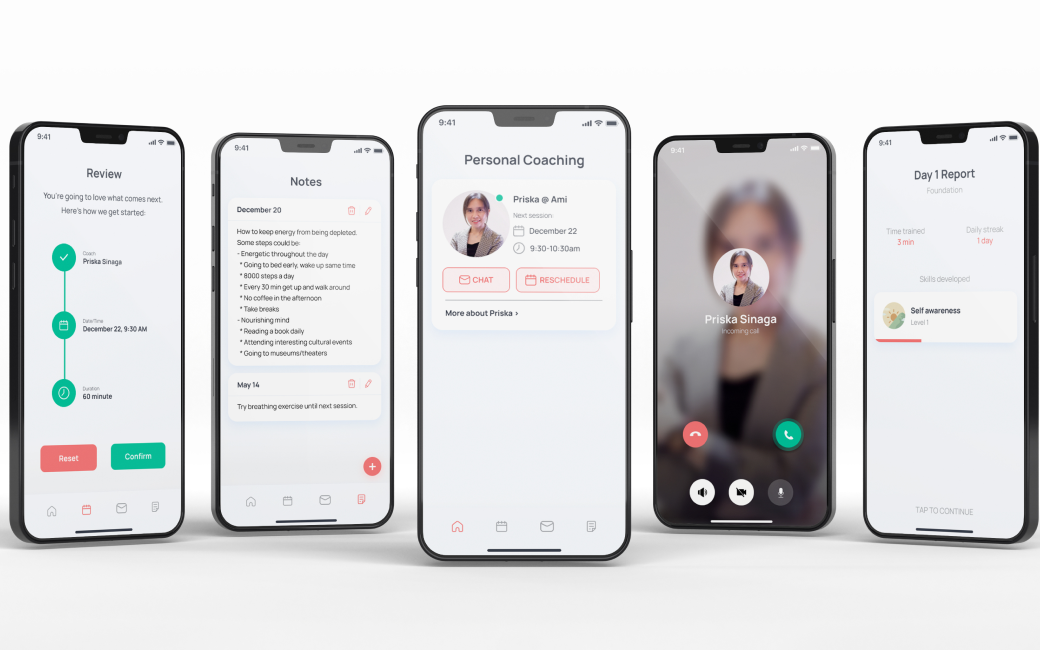 9:41
Review
You're going to love what comes next.
Here's how we get started:
Coach
Priska Sinaga
Date/Time
December 22, 9:30 AM
Duration
60 minute
Reset
Confirm
9:41
Notes
December 20
How to keep energy from being depleted.
Some steps could be:
- Energetic throughout the day
* Going to bed early, wake up same time
* 8000 steps a day
* Every 30 min get up and walk around
* No coffee in the afternoon
* Take breaks
- Nourishing mind
* Reading a book daily
* Attending interesting cultural events
* Going to museums/theaters
May 14
Try breathing exercise until next session.
+
9:41
Personal Coaching
Priska @ Ami
Next session:
December 22
9:30-10:30am
CHAT
RESCHEDULE
More about Priska ›
9:41
Priska Sinaga
incoming call
9:41
Day 1 Report
Foundation
Time trained
3 min
Daily streak
1 day
Skills developed
Self awareness
Level 1
TAP TO CONTINUE